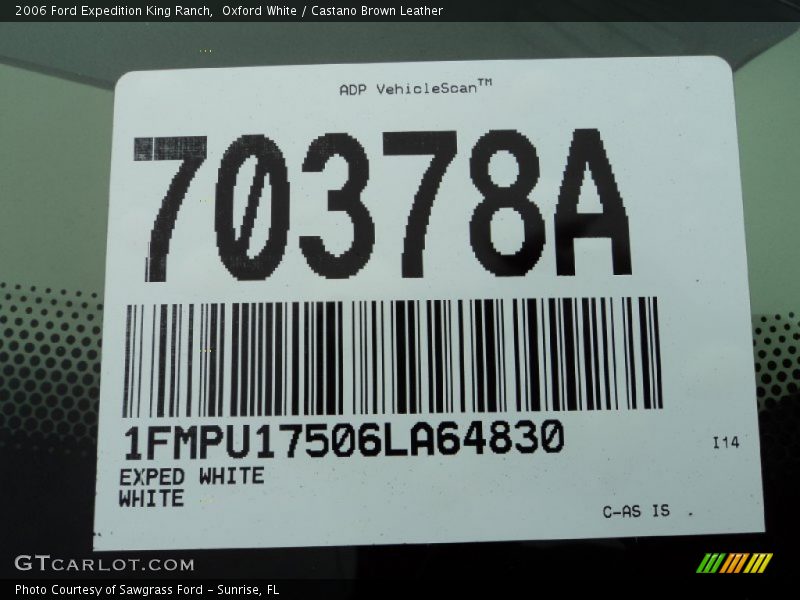 2006 Ford Expedition King Ranch,  Oxford White / Castano Brown Leather
ADP VehicleScan™
70378A
1FMPU17506LA64830
EXPED WHITE
WHITE
I14
C-AS IS
GTcarlot.com
Photo Courtesy of Sawgrass Ford - Sunrise, FL